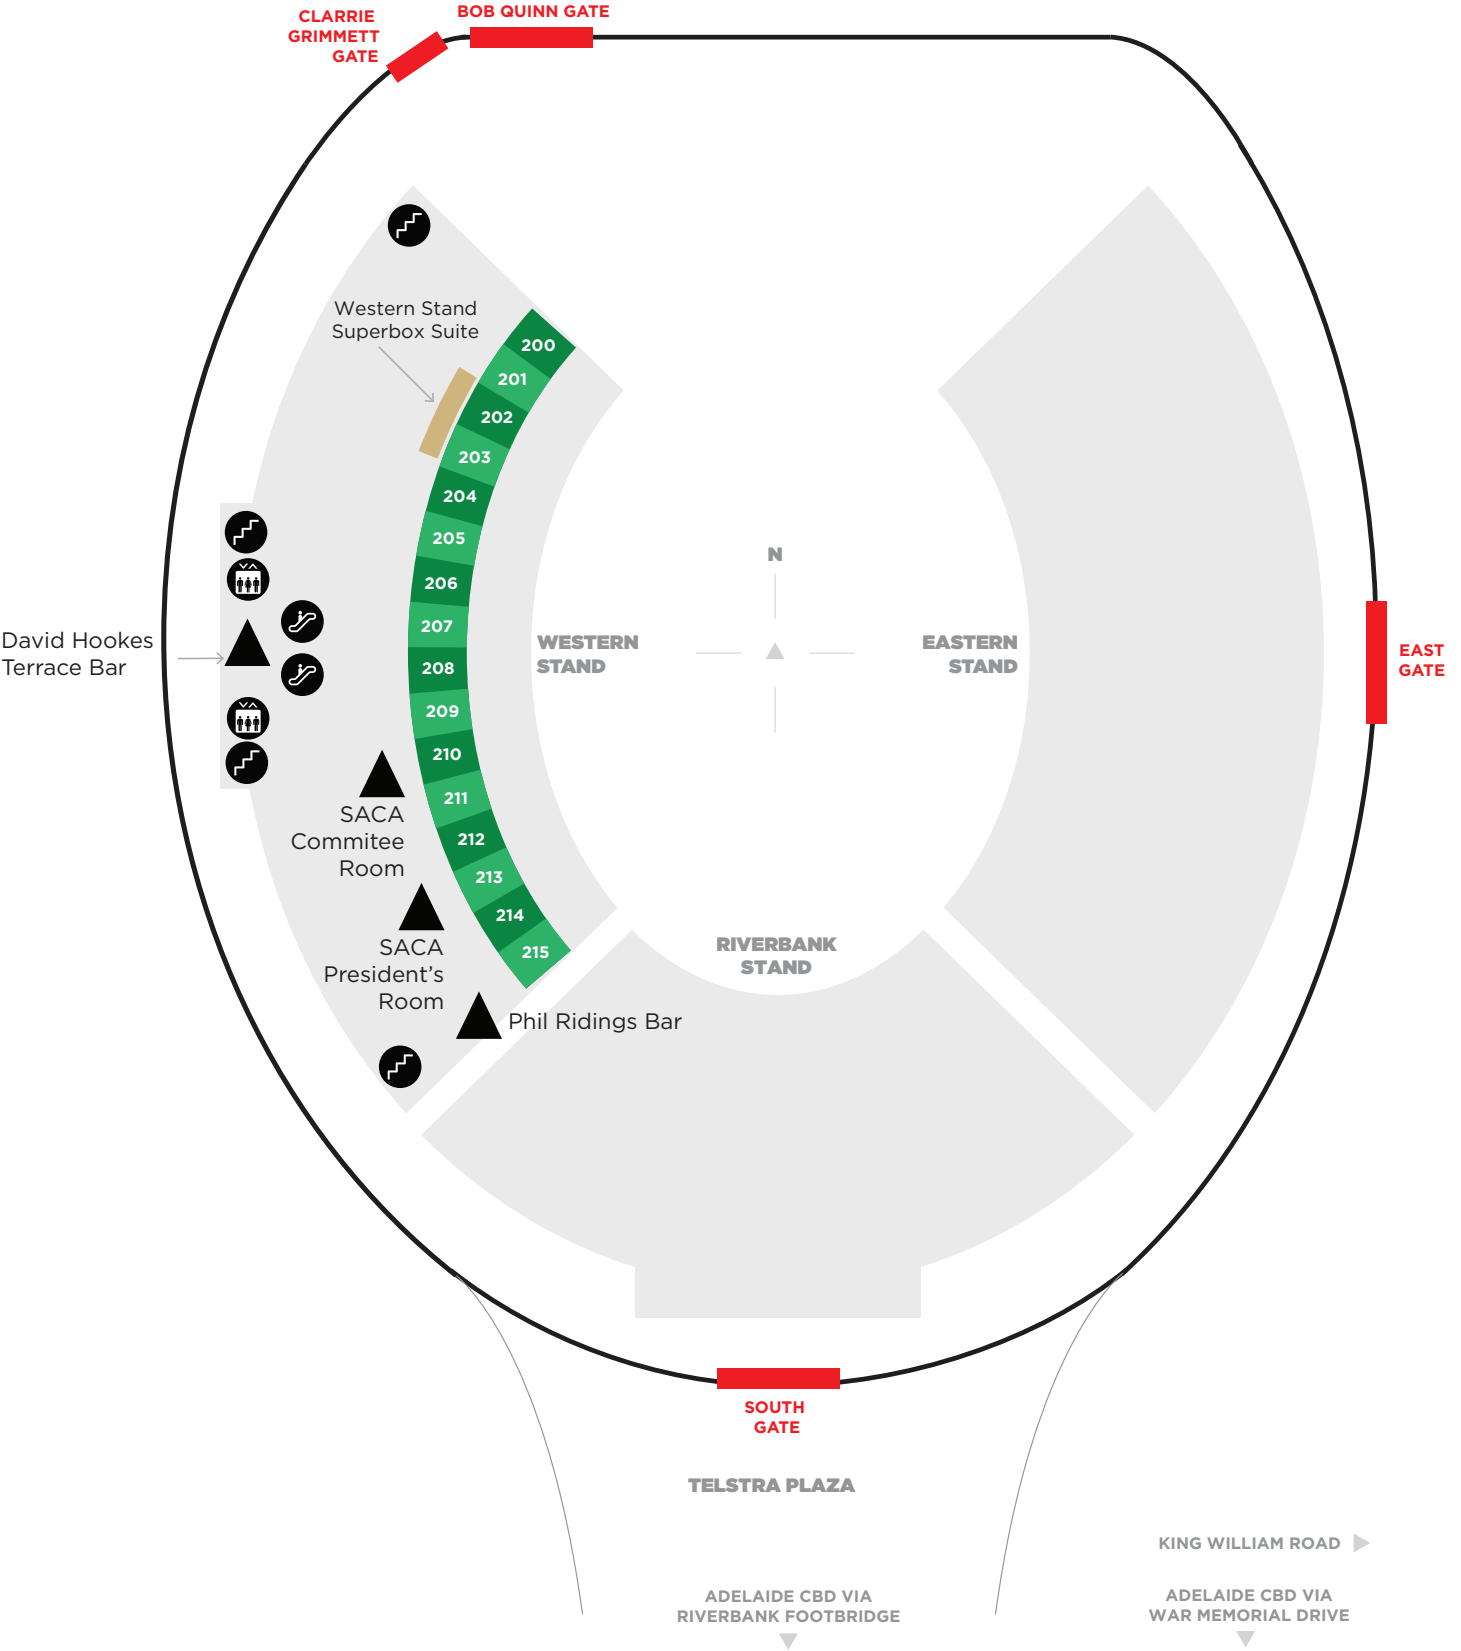 CLARRIE
GRIMMETT
GATE
BOB QUINN GATE
Western Stand
Superbox Suite
200
201
202
203
204
205
206
207
208
209
210
211
212
213
214
215
N
WESTERN
STAND
EASTERN
STAND
David Hookes
Terrace Bar
EAST
GATE
SACA
Commitee
Room
SACA
President’s
Room
Phil Ridings Bar
RIVERBANK
STAND
SOUTH
GATE
TELSTRA PLAZA
KING WILLIAM ROAD
ADELAIDE CBD VIA
RIVERBANK FOOTBRIDGE
ADELAIDE CBD VIA
WAR MEMORIAL DRIVE